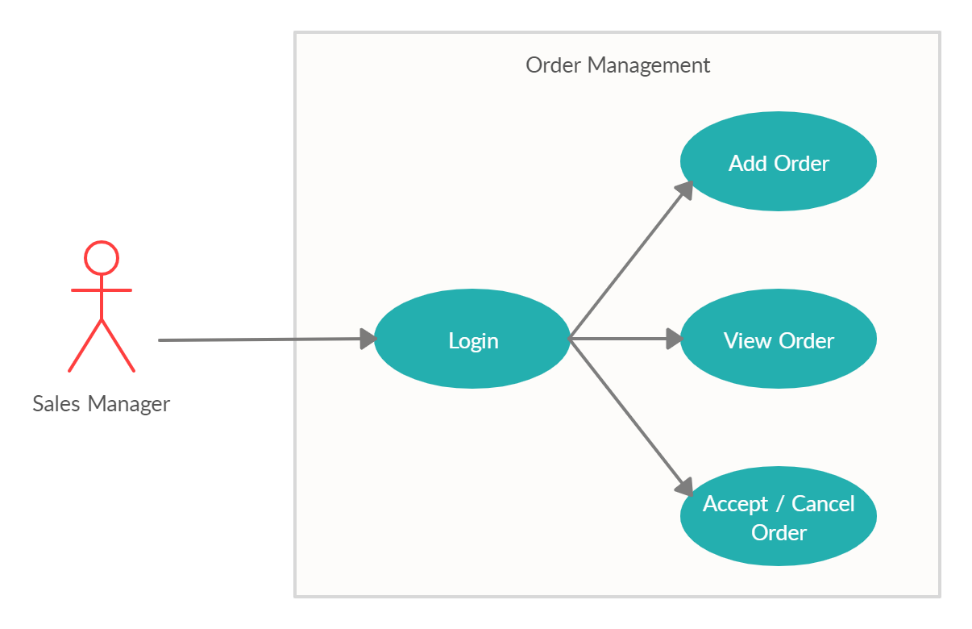 Order Management
Add Order
Login
View Order
Sales Manager
Accept / Cancel
Order